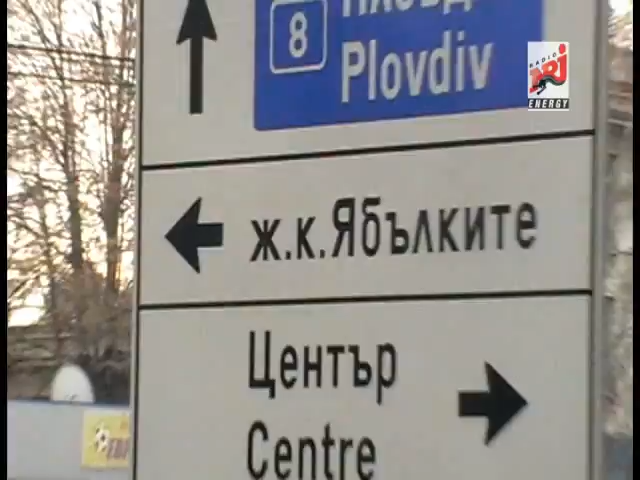 8
Plovdiv
RADIO
NRJ
ENERGY
ж.к.Ябълките
Център
Centre